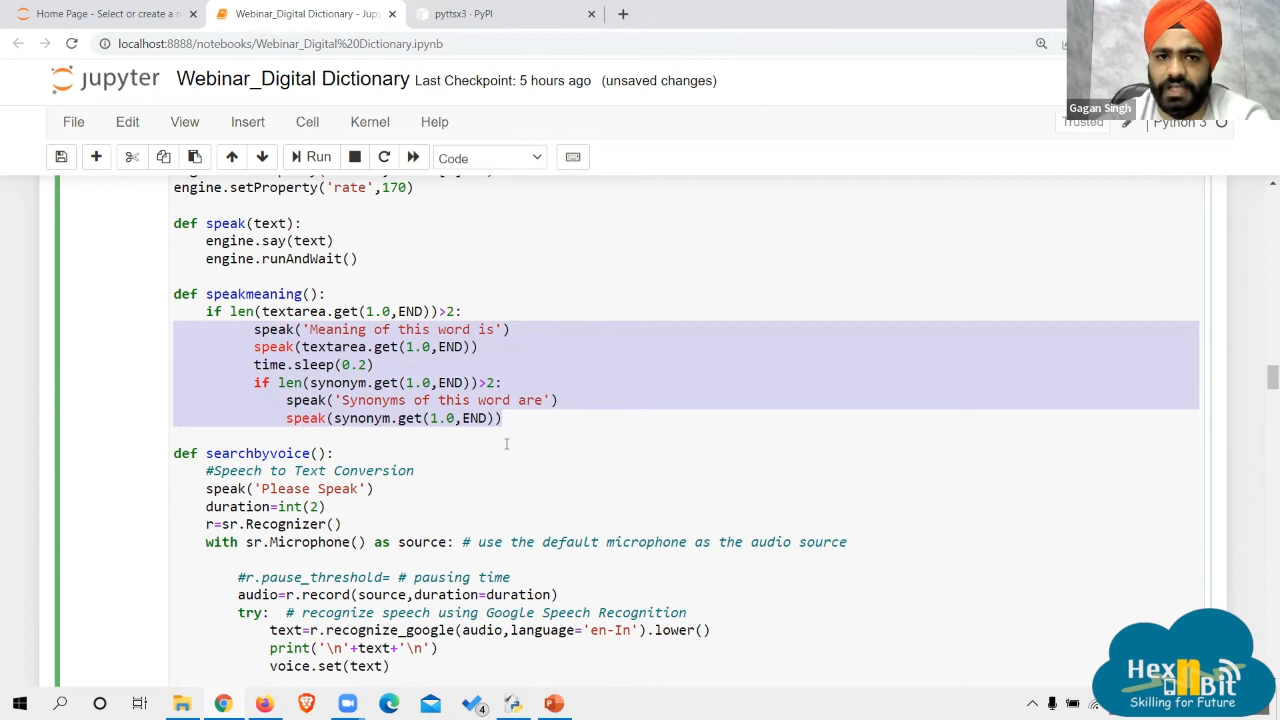 Home Page - Select or create a n
Webinar_Digital Dictionary - Jup
pyttsx3 · PyPI
localhost:8888/notebooks/Webinar_Digital%20Dictionary.ipynb
jupyter
Webinar_Digital Dictionary Last Checkpoint: 5 hours ago (unsaved changes)
Gagan Singh
File Edit View Insert Cell Kernel Help
Trusted
Python 3
Run
Code
engine.setProperty('rate',170)
def speak(text):
engine.say(text)
engine.runAndWait()
def speakmeaning():
if len(textarea.get(1.0,END))>2:
speak('Meaning of this word is')
speak(textarea.get(1.0,END))
time.sleep(0.2)
if len(synonym.get(1.0,END))>2:
speak('Synonyms of this word are')
speak(synonym.get(1.0,END))
def searchbyvoice():
#Speech to Text Conversion
speak('Please Speak')
duration=int(2)
r=sr.Recognizer()
with sr.Microphone() as source: # use the default microphone as the audio source
#r.pause_threshold= # pausing time
audio=r.record(source,duration=duration)
try: # recognize speech using Google Speech Recognition
text=r.recognize_google(audio,language='en-In').lower()
print('\n'+text+'\n')
voice.set(text)
HexnBit
Skilling for Future
4